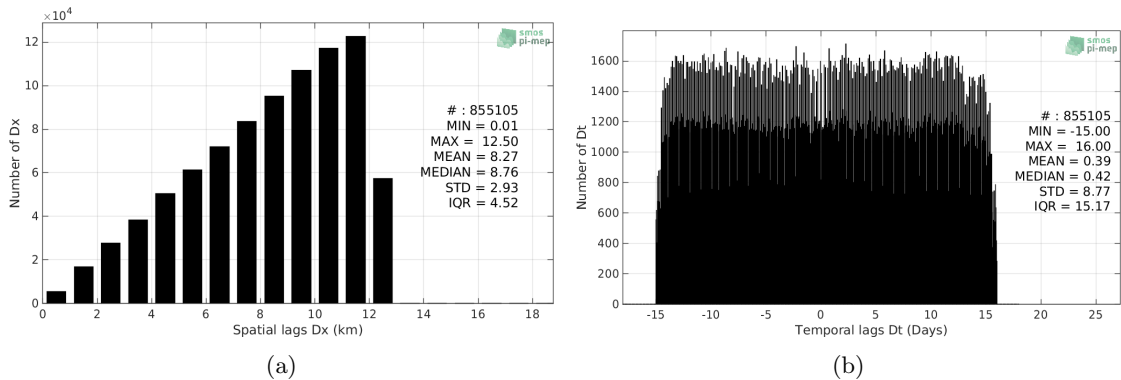 ×10⁴
12
10
8
6
4
2
0
Number of Dx
0 2 4 6 8 10 12 14 16 18
Spatial lags Dx (km)
smos
pi-mep
# : 855105
MIN = 0.01
MAX = 12.50
MEAN = 8.27
MEDIAN = 8.76
STD = 2.93
IQR = 4.52
(a)
1600
1400
1200
1000
800
600
400
200
0
Number of Dt
-15 -10 -5 0 5 10 15 20 25
Temporal lags Dt (Days)
smos
pi-mep
# : 855105
MIN = -15.00
MAX = 16.00
MEAN = 0.39
MEDIAN = 0.42
STD = 8.77
IQR = 15.17
(b)